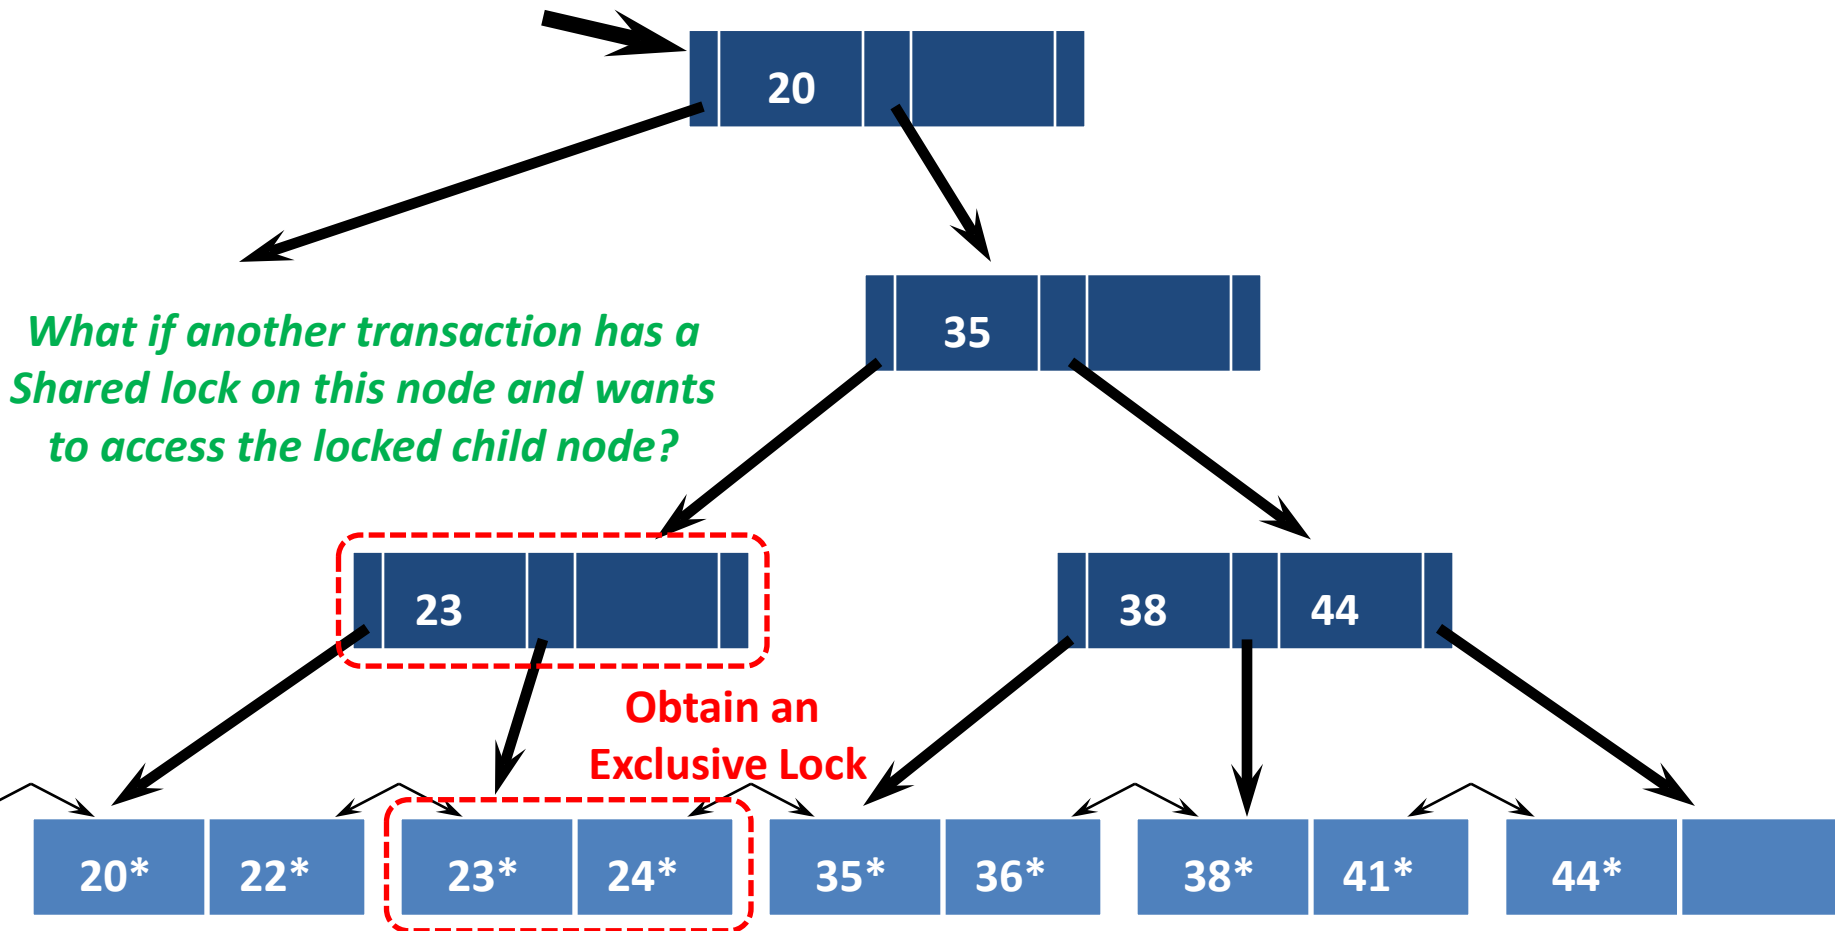 20
35
What if another transaction has a
Shared lock on this node and wants
to access the locked child node?
23
38 44
Obtain an
Exclusive Lock
20* 22* 23* 24* 35* 36* 38* 41* 44*